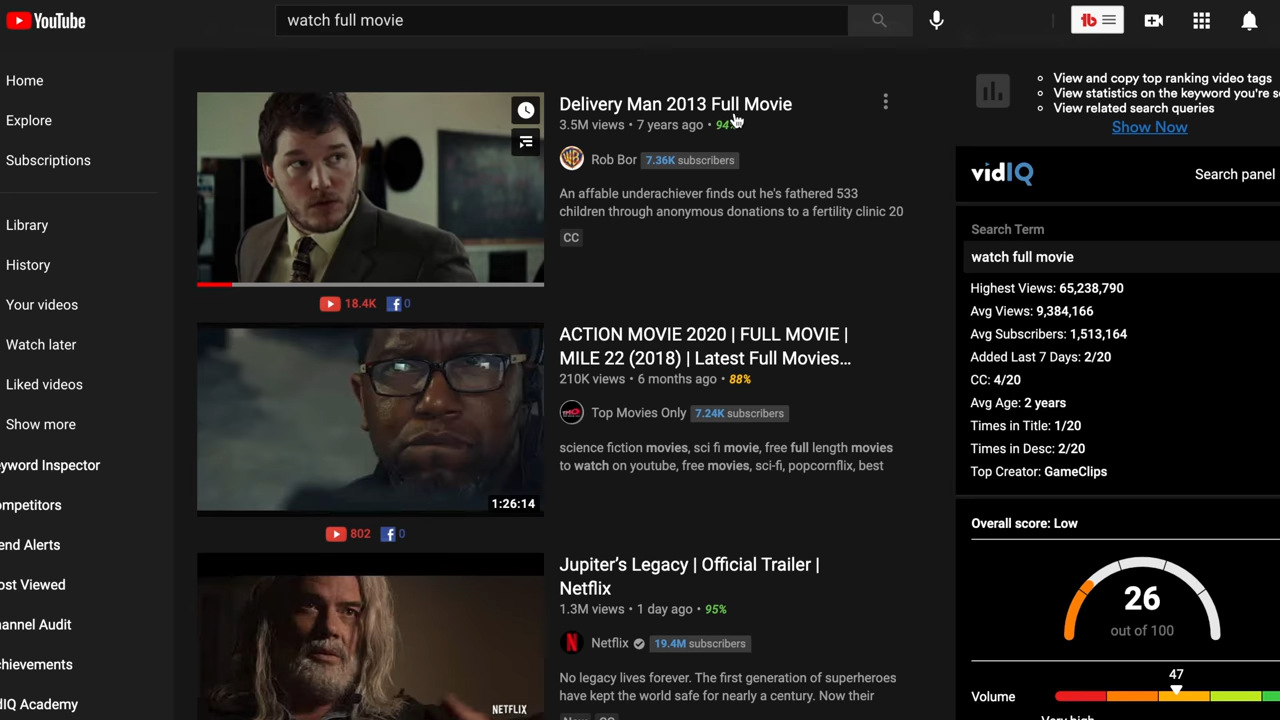 YouTube
watch full movie
Home
Explore
Subscriptions
Library
History
Your videos
Watch later
Liked videos
Show more
eyword Inspector
ompetitors
end Alerts
ost Viewed
annel Audit
chievements
dIQ Academy
Delivery Man 2013 Full Movie
3.5M views • 7 years ago • 94%
Rob Bor 7.36K subscribers
An affable underachiever finds out he's fathered 533
children through anonymous donations to a fertility clinic 20
CC
18.4K f 0
ACTION MOVIE 2020 | FULL MOVIE |
MILE 22 (2018) | Latest Full Movies...
210K views • 6 months ago • 88%
Top Movies Only 7.24K subscribers
science fiction movies, sci fi movie, free full length movies
to watch on youtube, free movies, sci-fi, popcornflix, best
1:26:14
802 f 0
Jupiter's Legacy | Official Trailer |
Netflix
1.3M views • 1 day ago • 95%
Netflix 19.4M subscribers
No legacy lives forever. The first generation of superheroes
have kept the world safe for nearly a century. Now their
NETFLIX
tb
View and copy top ranking video tags
View statistics on the keyword you're s
View related search queries
Show Now
vidIQ
Search panel
Search Term
watch full movie
Highest Views: 65,238,790
Avg Views: 9,384,166
Avg Subscribers: 1,513,164
Added Last 7 Days: 2/20
CC: 4/20
Avg Age: 2 years
Times in Title: 1/20
Times in Desc: 2/20
Top Creator: GameClips
Overall score: Low
26
out of 100
47
Volume
Very high